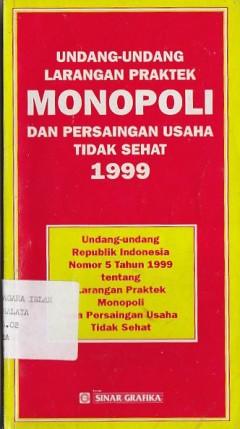 UNDANG-UNDANG
LARANGAN PRAKTEK
MONOPOLI
DAN PERSAINGAN USAHA
TIDAK SEHAT
1999
Undang-undang
Republik Indonesia
Nomor 5 Tahun 1999
tentang
Larangan Praktek
Monopoli
Persaingan Usaha
Tidak Sehat
SINAR GRAFIKA